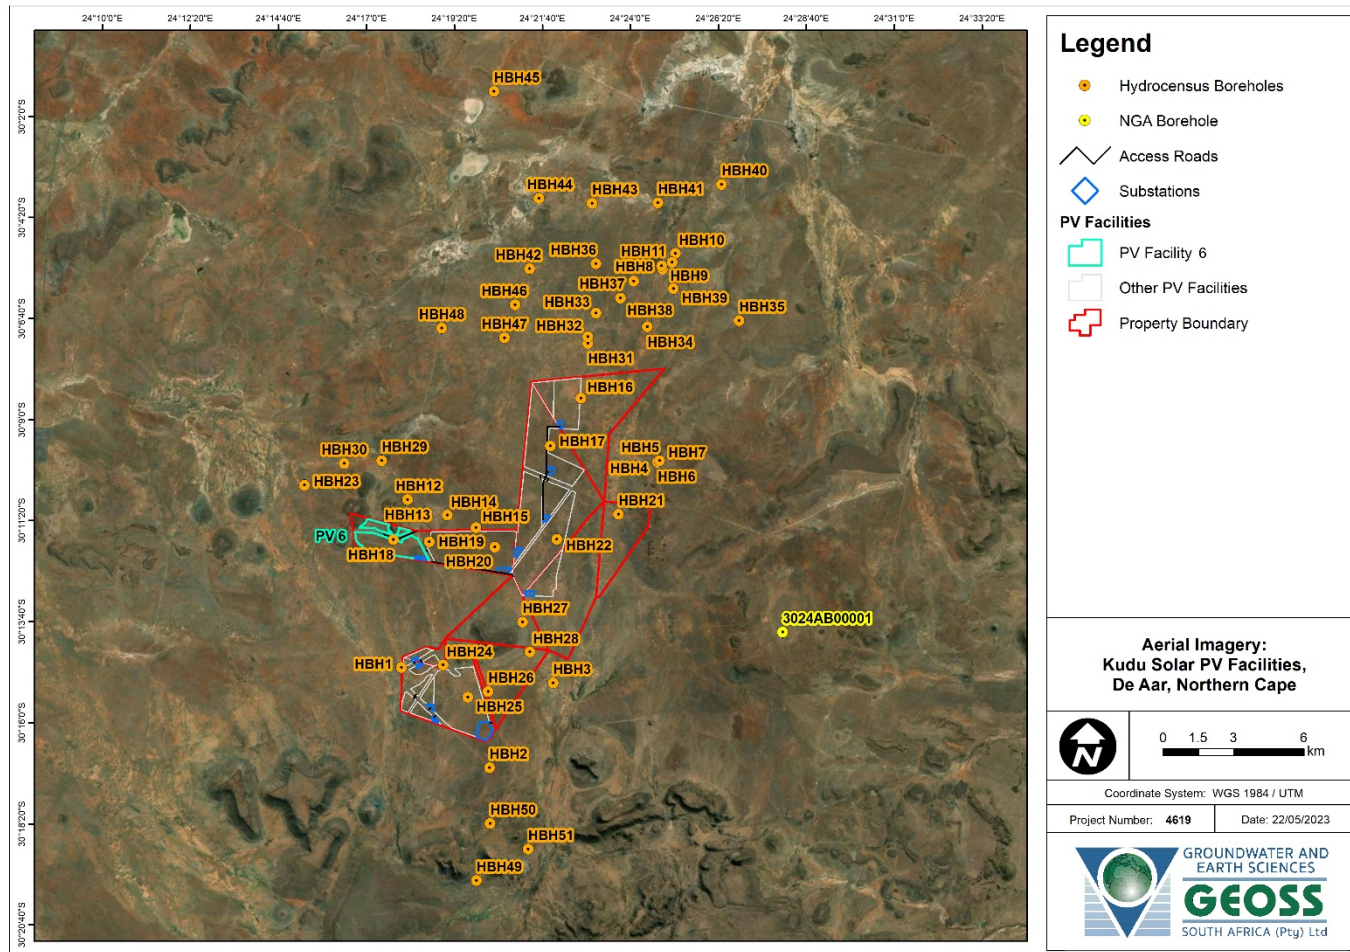 24°10'0"E
24°12'20"E
24°14'40"E
24°17'0"E
24°19'20"E
24°21'40"E
24°24'0"E
24°26'20"E
24°28'40"E
24°31'0"E
24°33'20"E
30°2'0"S
30°4'20"S
30°6'40"S
30°9'0"S
30°11'20"S
30°13'40"S
30°16'0"S
30°18'20"S
30°20'40"S
HBH45
HBH40
HBH44
HBH43
HBH41
HBH10
HBH42
HBH36
HBH11
HBH8
HBH9
HBH46
HBH37
HBH39
HBH33
HBH38
HBH35
HBH48
HBH47
HBH32
HBH34
HBH31
HBH16
HBH17
HBH30
HBH29
HBH5
HBH7
HBH4
HBH6
HBH23
HBH12
HBH14
HBH21
HBH13
HBH15
PV 6
HBH18
HBH19
HBH22
HBH20
HBH27
3024AB00001
HBH28
HBH1
HBH24
HBH3
HBH26
HBH25
HBH2
HBH50
HBH51
HBH49
Legend
Hydrocensus Boreholes
NGA Borehole
Access Roads
Substations
PV Facilities
PV Facility 6
Other PV Facilities
Property Boundary
Aerial Imagery:
Kudu Solar PV Facilities,
De Aar, Northern Cape
N
0 1.5 3 6
km
Coordinate System: WGS 1984 / UTM
Project Number: 4619
Date: 22/05/2023
GROUNDWATER AND
EARTH SCIENCES
GEOSS
SOUTH AFRICA (Pty) Ltd